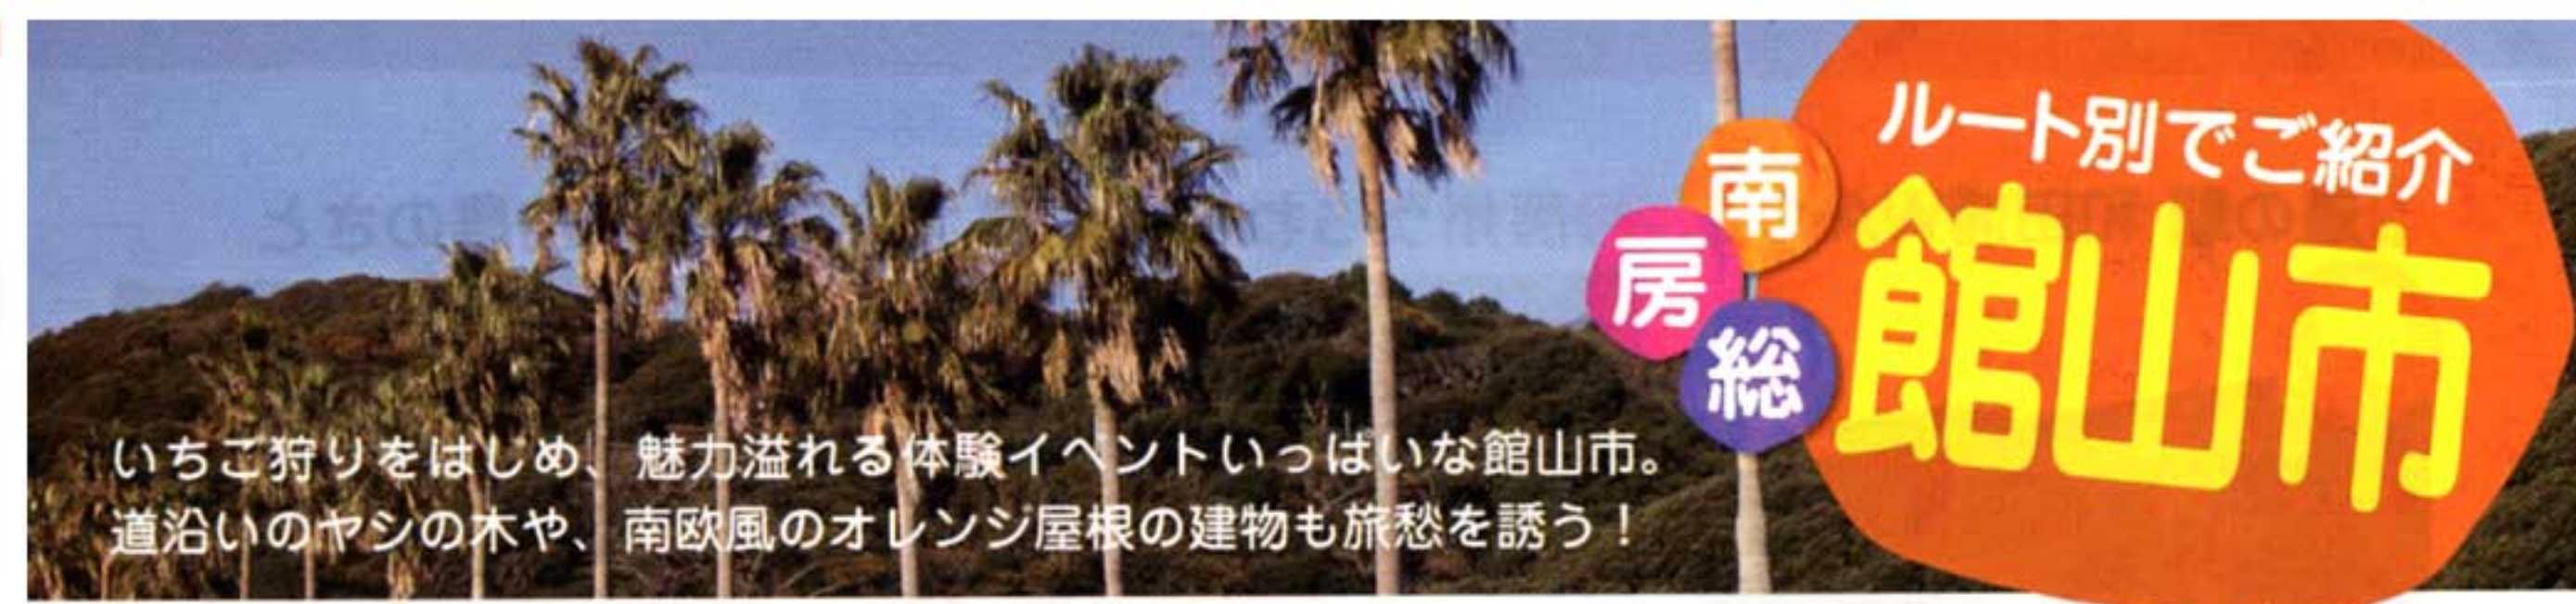 ルート別でご紹介
南房総
館山市
いちご狩りをはじめ、魅力溢れる体験イベントいっぱいな館山市。
道沿いのヤシの木や、南欧風のオレンジ屋根の建物も旅愁を誘う！